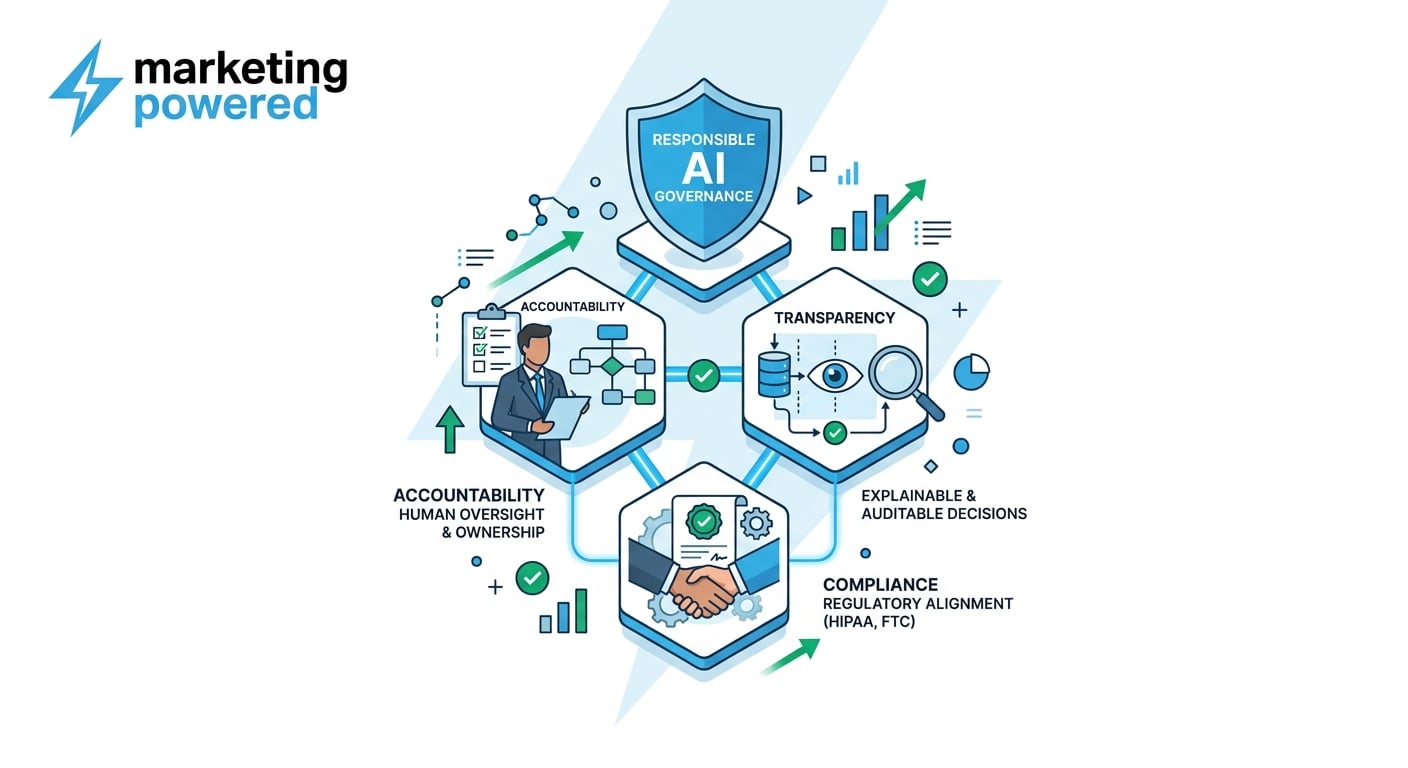 marketing
powered
RESPONSIBLE
AI
GOVERNANCE
ACCOUNTABILITY
TRANSPARENCY
ACCOUNTABILITY
HUMAN OVERSIGHT
& OWNERSHIP
EXPLAINABLE &
AUDITABLE DECISIONS
COMPLIANCE
REGULATORY ALIGNMENT
(HIPAA, FTC)